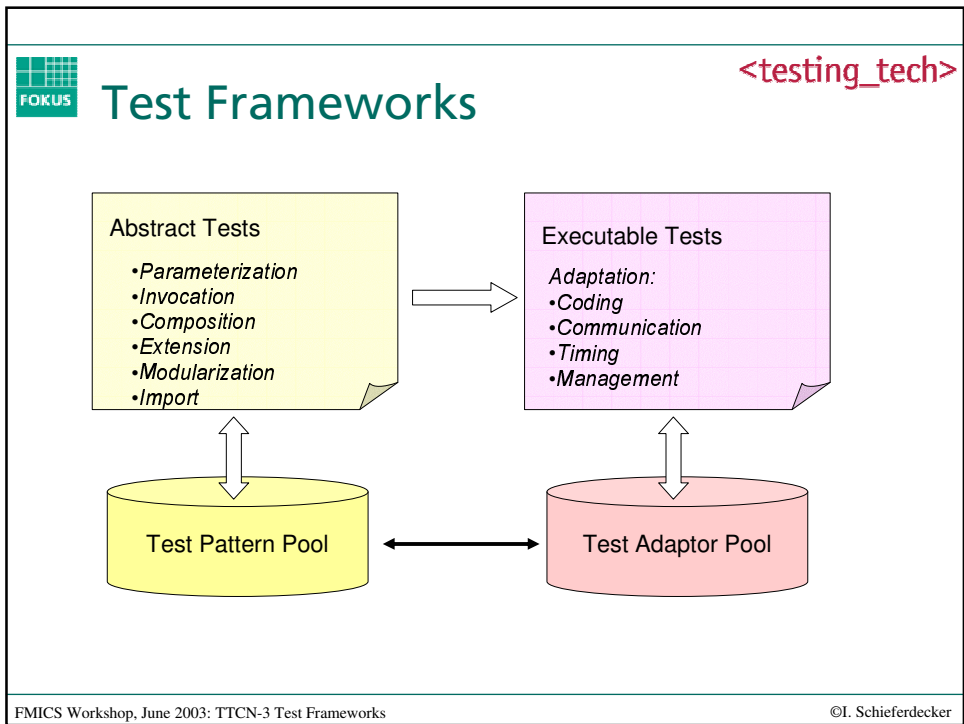 FOKUS
<testing_tech>
Test Frameworks
Abstract Tests
•Parameterization
•Invocation
•Composition
•Extension
•Modularization
•Import
Executable Tests
Adaptation:
•Coding
•Communication
•Timing
•Management
Test Pattern Pool
Test Adaptor Pool
FMICS Workshop, June 2003: TTCN-3 Test Frameworks
©I. Schieferdecker